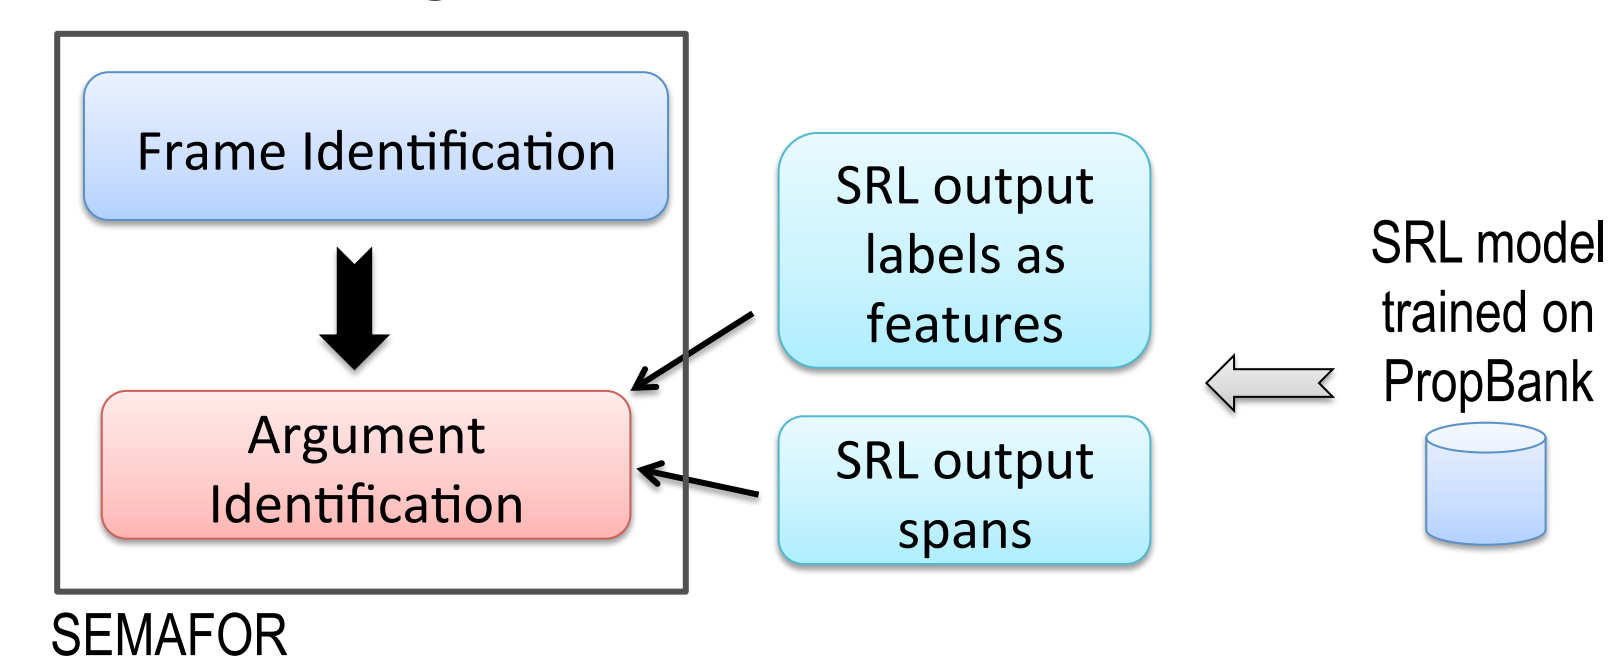 Frame Identification
SRL output
labels as
features
SRL model
trained on
PropBank
Argument
Identification
SRL output
spans
SEMAFOR